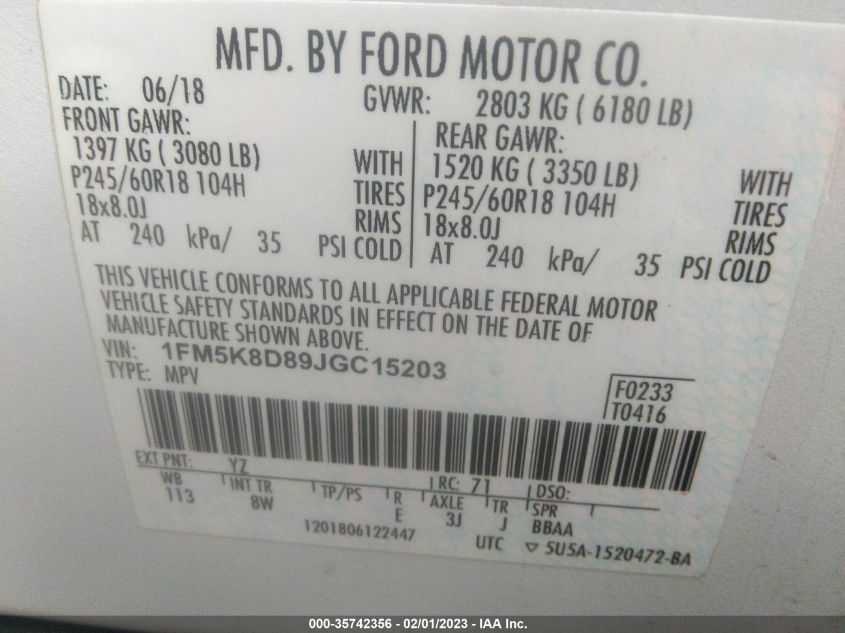 MFD. BY FORD MOTOR CO.
DATE: 06/18 GVWR: 2803 KG ( 6180 LB)
FRONT GAWR: REAR GAWR:
1397 KG ( 3080 LB) WITH 1520 KG ( 3350 LB) WITH
P245/60R18 104H TIRES P245/60R18 104H TIRES
18x8.0J RIMS 18x8.0J RIMS
AT 240 kPa/ 35 PSI COLD AT 240 kPa/ 35 PSI COLD
THIS VEHICLE CONFORMS TO ALL APPLICABLE FEDERAL MOTOR
VEHICLE SAFETY STANDARDS IN EFFECT ON THE DATE OF
MANUFACTURE SHOWN ABOVE.
VIN: 1FM5K8D89JGC15203
TYPE: MPV
F0233
T0416
EXT PNT: YZ RC: 71 DSO:
WB INT TR TP/PS R AXLE TR SPR
113 8W E 3J J BBAA
1201806122447
UTC ▽ 5U5A-1520472-BA
000-35742356 - 02/01/2023 - IAA Inc.